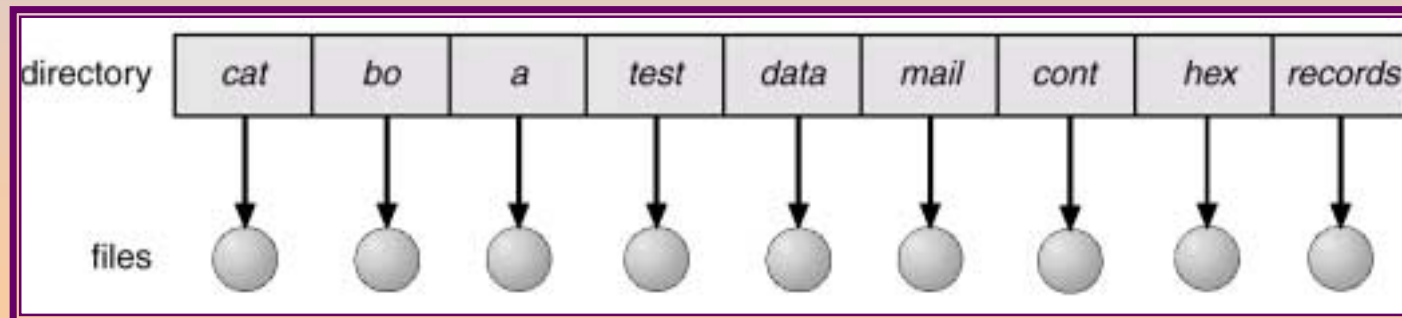 directory cat bo a test data mail cont hex records
files